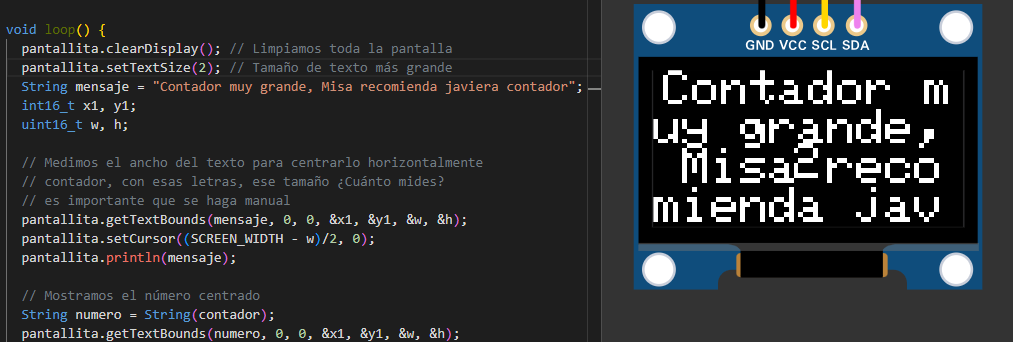 void loop() {
pantallita.clearDisplay(); // Limpiamos toda la pantalla
pantallita.setTextSize(2); // Tamaño de texto más grande
String mensaje = "Contador muy grande, Misa recomienda javiera contador";
int16_t x1, y1;
uint16_t w, h;
// Medimos el ancho del texto para centrarlo horizontalmente
// contador, con esas letras, ese tamaño ¿Cuánto mides?
// es importante que se haga manual
pantallita.getTextBounds(mensaje, 0, 0, &x1, &y1, &w, &h);
pantallita.setCursor((SCREEN_WIDTH - w)/2, 0);
pantallita.println(mensaje);
// Mostramos el número centrado
String numero = String(contador);
pantallita.getTextBounds(numero, 0, 0, &x1, &y1, &w, &h);
GND VCC SCL SDA
Contador m
uy grande,
Misa2reco
mienda jav